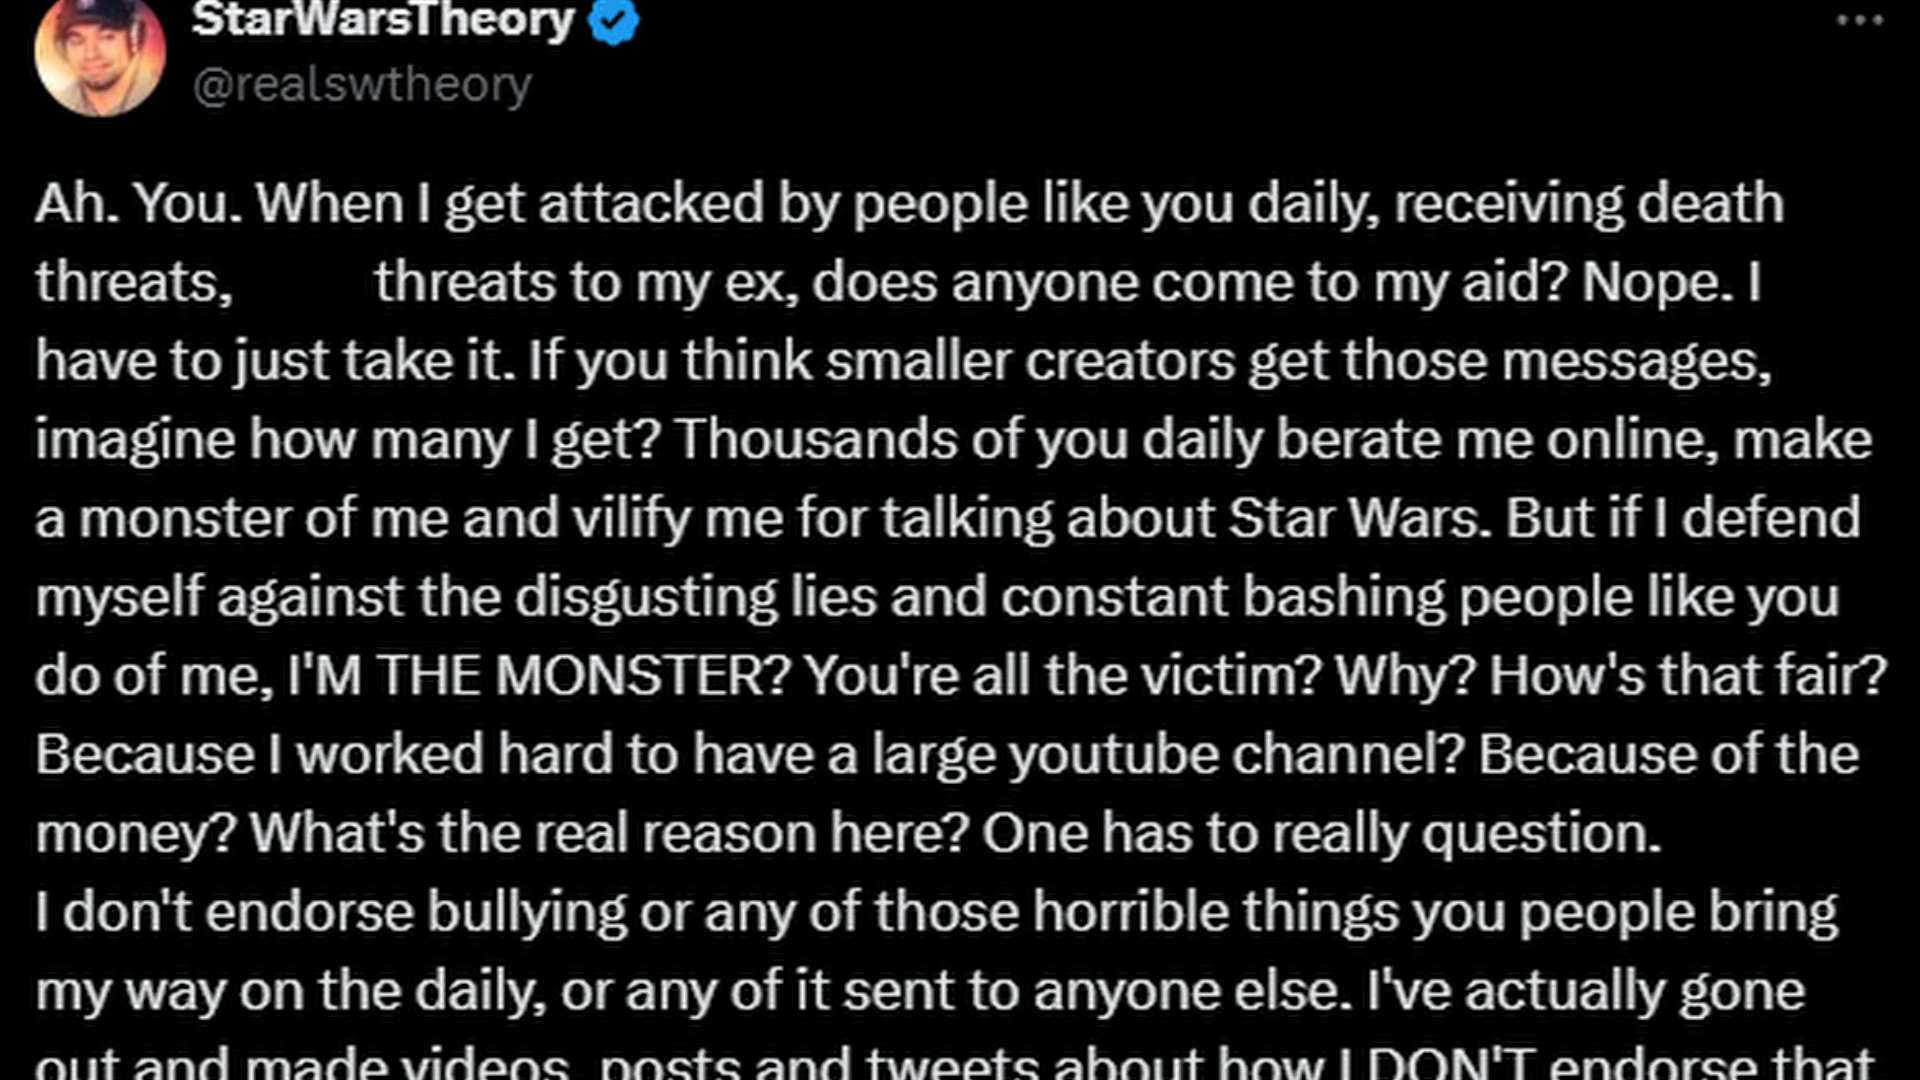 StarWarsTheory
@realswtheory
Ah. You. When I get attacked by people like you daily, receiving death
threats, threats to my ex, does anyone come to my aid? Nope. I
have to just take it. If you think smaller creators get those messages,
imagine how many I get? Thousands of you daily berate me online, make
a monster of me and vilify me for talking about Star Wars. But if I defend
myself against the disgusting lies and constant bashing people like you
do of me, I'M THE MONSTER? You're all the victim? Why? How's that fair?
Because I worked hard to have a large youtube channel? Because of the
money? What's the real reason here? One has to really question.
I don't endorse bullying or any of those horrible things you people bring
my way on the daily, or any of it sent to anyone else. I've actually gone
out and made videos, posts and tweets about how I DON'T endorse that